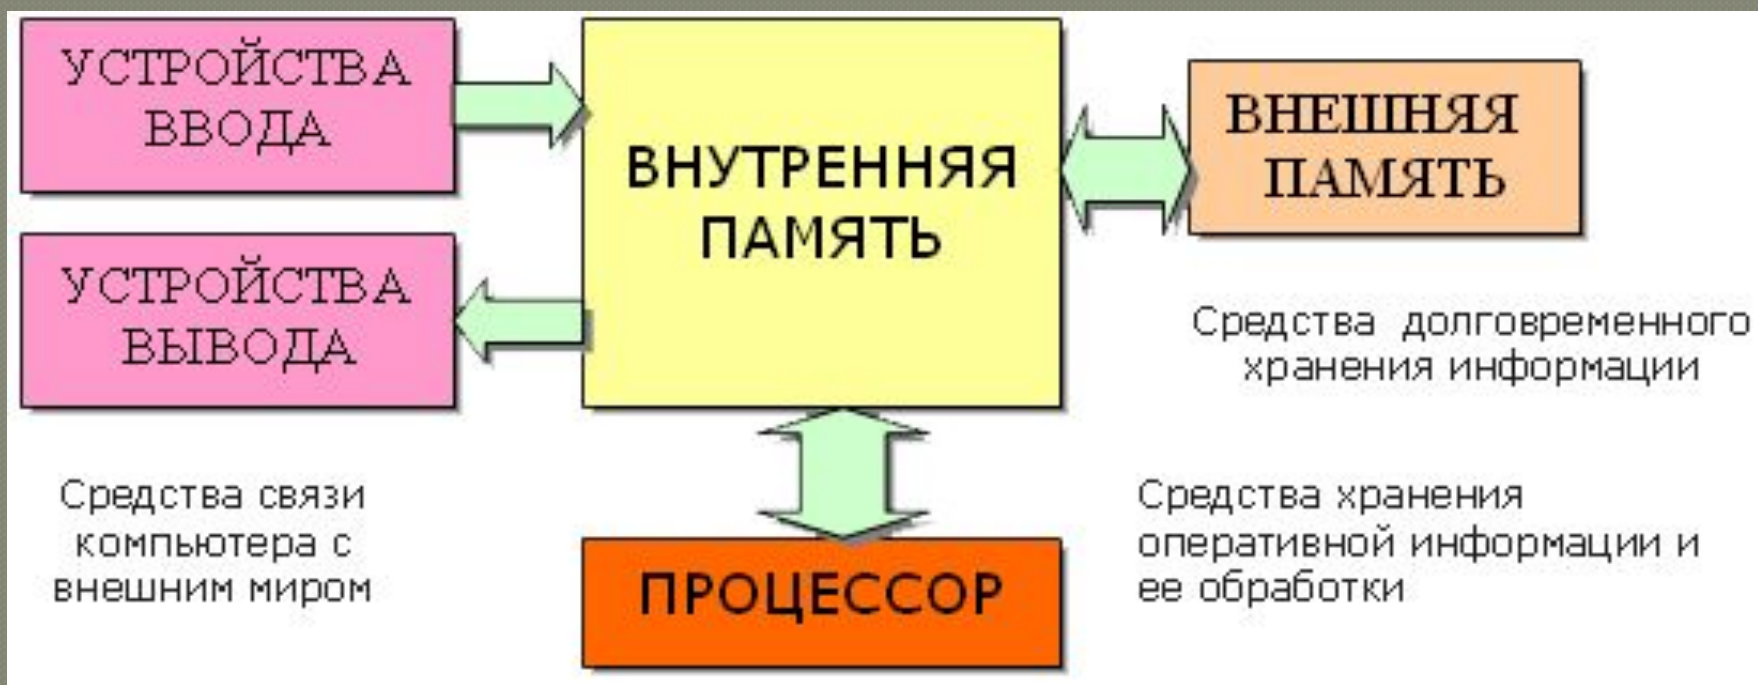 УСТРОЙСТВА
ВВОДА
УСТРОЙСТВА
ВЫВОДА
ВНУТРЕННЯЯ
ПАМЯТЬ
ВНЕШНЯЯ
ПАМЯТЬ
Средства долговременного
хранения информации
Средства связи
компьютера с
внешним миром
ПРОЦЕССОР
Средства хранения
оперативной информации и
ее обработки